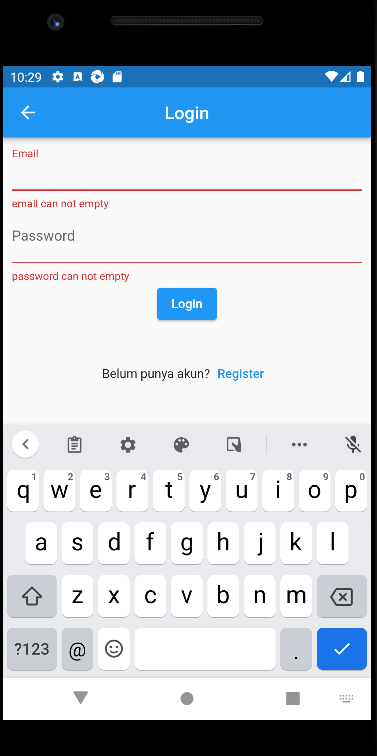 10:29
Login
Email
email can not empty
Password
password can not empty
Login
Belum punya akun? Register
1 2 3 4 5 6 7 8 9 0
q w e r t y u i o p
a s d f g h j k l
z x c v b n m
?123 @ .